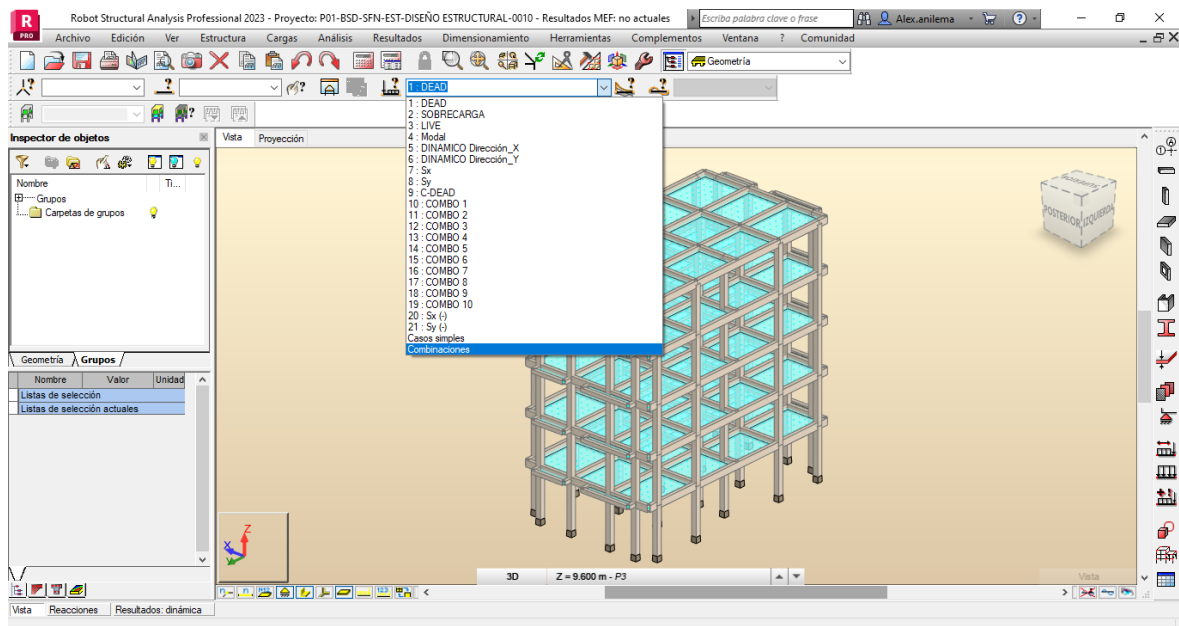 R
PRO
Robot Structural Analysis Professional 2023 - Proyecto: P01-BSD-SFN-EST-DISEÑO ESTRUCTURAL-0010 - Resultados MEF: no actuales
Escriba palabra clave o frase
Alex.anilema
Archivo Edición Ver Estructura Cargas Análisis Resultados Dimensionamiento Herramientas Complementos Ventana ? Comunidad
Geometría
1 : DEAD
1 : DEAD
2 : SOBRECARGA
3 : LIVE
4 : Modal
5 : DINAMICO Dirección_X
6 : DINAMICO Dirección_Y
7 : Sx
8 : Sy
9 : C-DEAD
10 : COMBO 1
11 : COMBO 2
12 : COMBO 3
13 : COMBO 4
14 : COMBO 5
15 : COMBO 6
16 : COMBO 7
17 : COMBO 8
18 : COMBO 9
19 : COMBO 10
20 : Sx (-)
21 : Sy (-)
Casos simples
Combinaciones
Inspector de objetos
Nombre Ti...
Grupos
Carpetas de grupos
Geometría Grupos
Nombre Valor Unidad
Listas de selección
Listas de selección actuales
Vista Proyección
POSTERIOR IZQUIERDA
Z
X
Y
3D Z = 9.600 m - P3
Vista
Vista Reacciones Resultados: dinámica